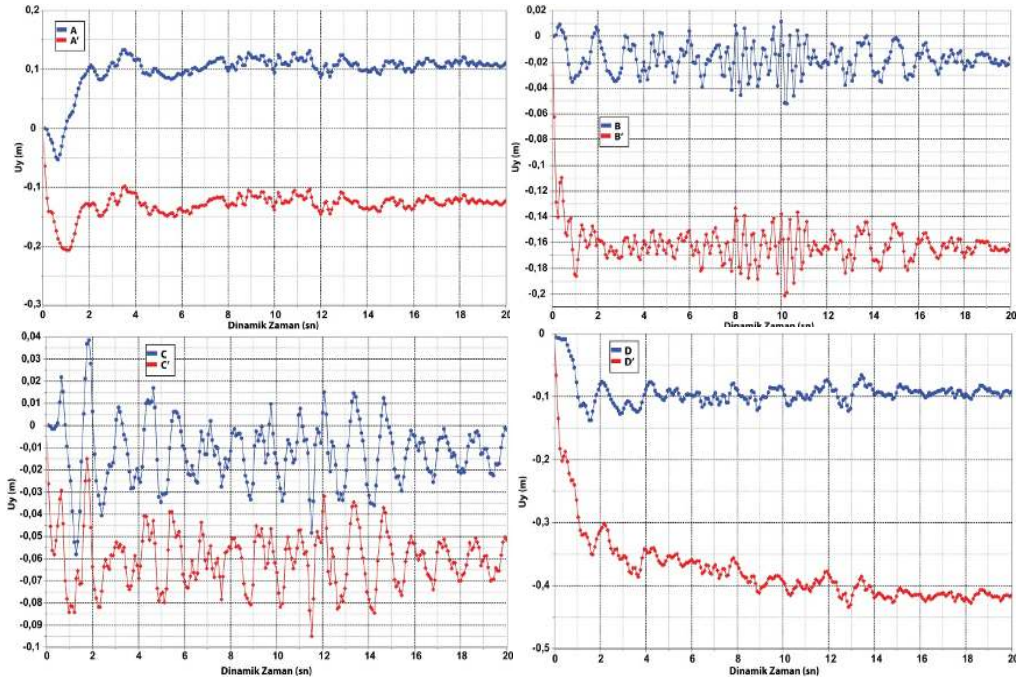 0,2
0,1
0
-0,1
-0,2
-0,3
Uy (m)
A
A'
0 2 4 6 8 10 12 14 16 18 20
Dinamik Zaman (sn)
0,02
0
-0,02
-0,04
-0,06
-0,08
-0,1
-0,12
-0,14
-0,16
-0,18
-0,2
Uy (m)
B
B'
0 2 4 6 8 10 12 14 16 18 20
Dinamik Zaman (sn)
0,04
0,03
0,02
0,01
0
-0,01
-0,02
-0,03
-0,04
-0,05
-0,06
-0,07
-0,08
-0,09
-0,1
Uy (m)
C
C'
0 2 4 6 8 10 12 14 16 18 20
Dinamik Zaman (sn)
0
-0,1
-0,2
-0,3
-0,4
-0,5
Uy (m)
D
D'
0 2 4 6 8 10 12 14 16 18 20
Dinamik Zaman (sn)